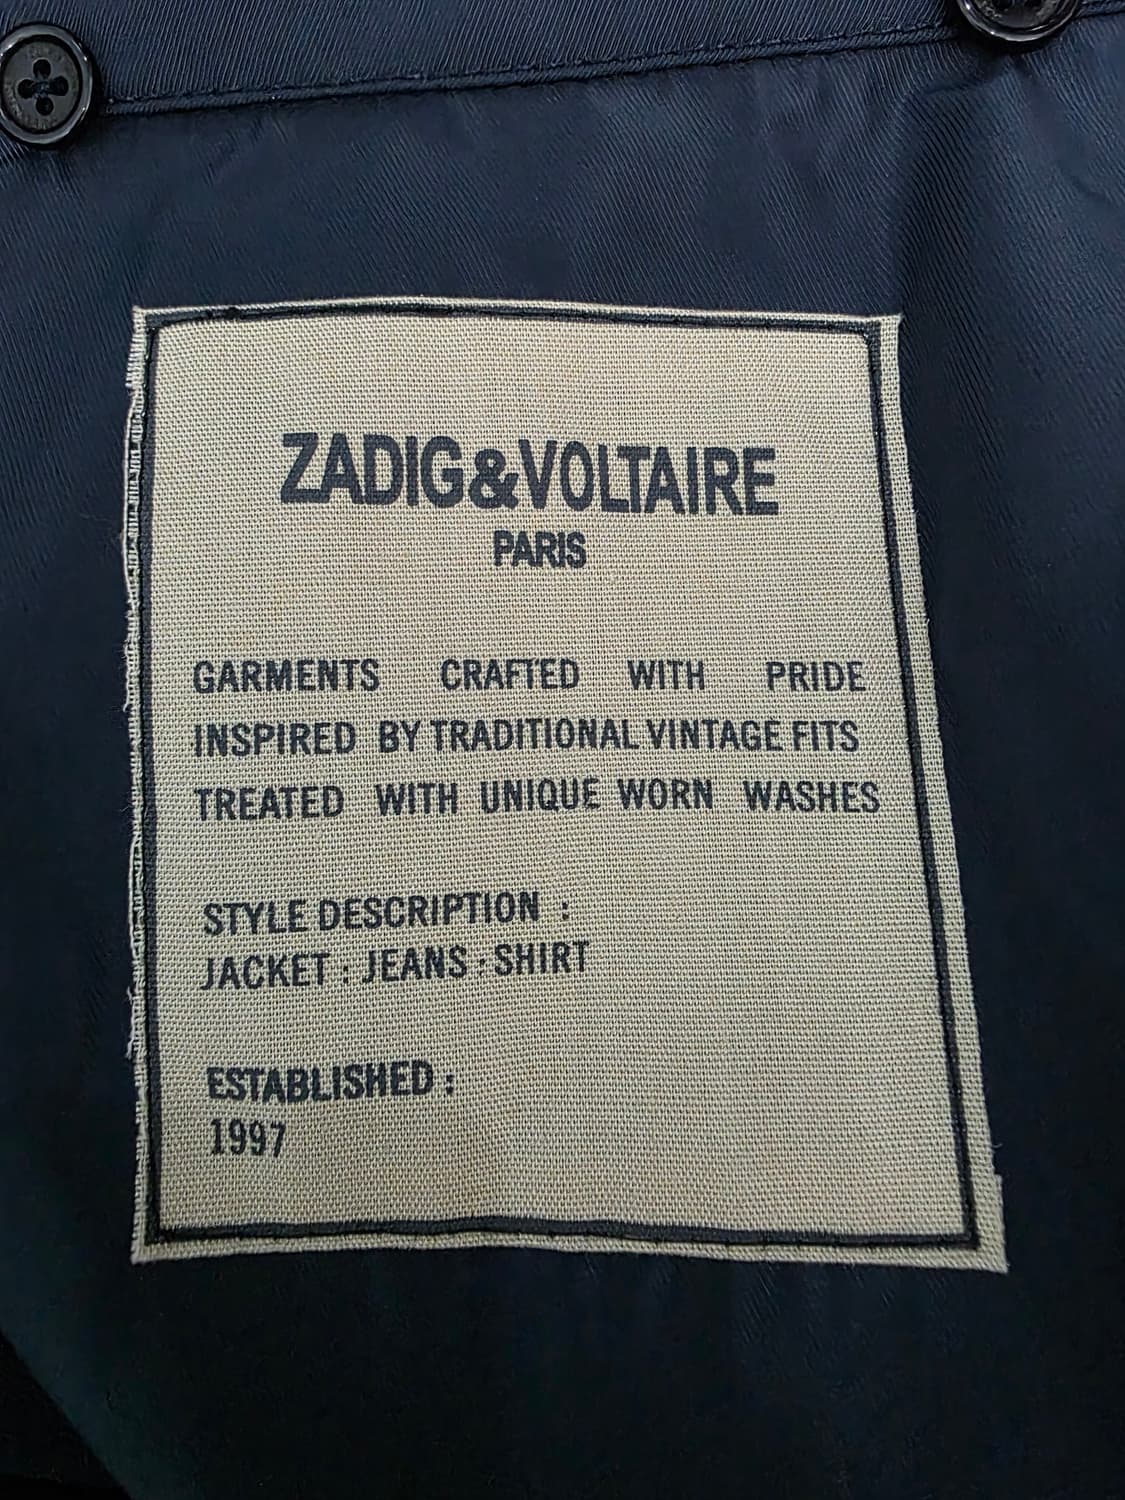 ZADIG&VOLTAIRE
PARIS
GARMENTS CRAFTED WITH PRIDE
INSPIRED BY TRADITIONAL VINTAGE FITS
TREATED WITH UNIQUE WORN WASHES
STYLE DESCRIPTION :
JACKET : JEANS : SHIRT
ESTABLISHED :
1997